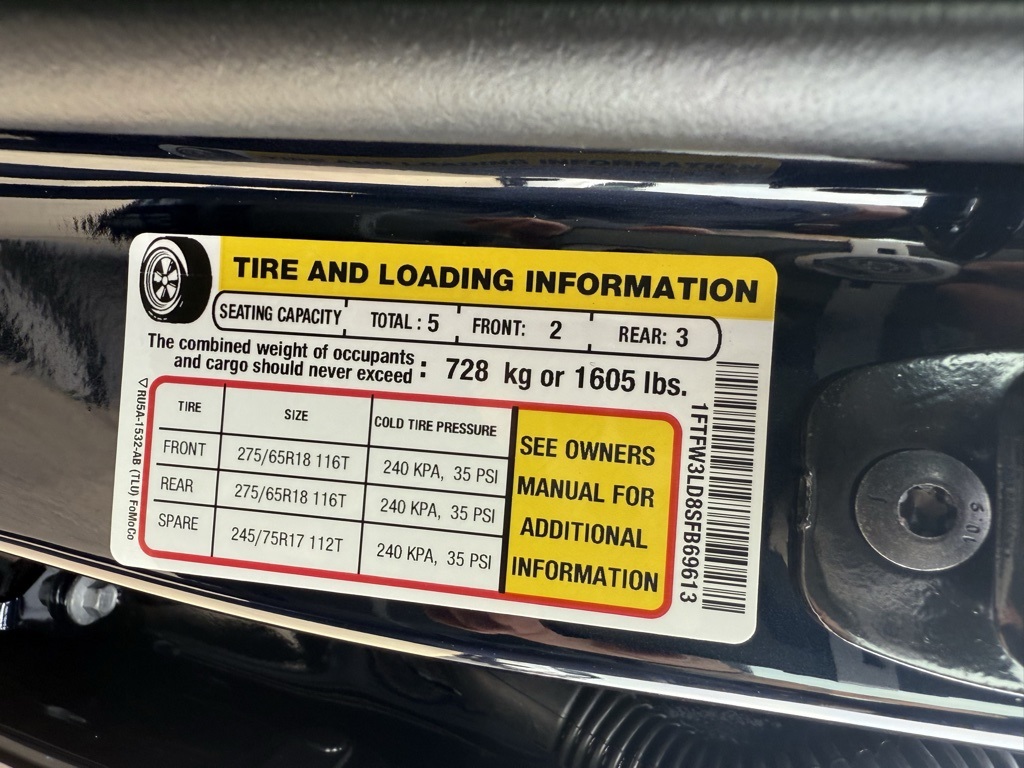 TIRE AND LOADING INFORMATION
SEATING CAPACITY TOTAL : 5 FRONT: 2 REAR: 3
The combined weight of occupants
and cargo should never exceed : 728 kg or 1605 lbs.
TIRE SIZE COLD TIRE PRESSURE
FRONT 275/65R18 116T 240 KPA, 35 PSI
REAR 275/65R18 116T 240 KPA, 35 PSI
SPARE 245/75R17 112T 240 KPA, 35 PSI
SEE OWNERS
MANUAL FOR
ADDITIONAL
INFORMATION
1FTFW3LD8SFB69613
▽RU5A-1532-AB (TLU) FoMoCo
10.9